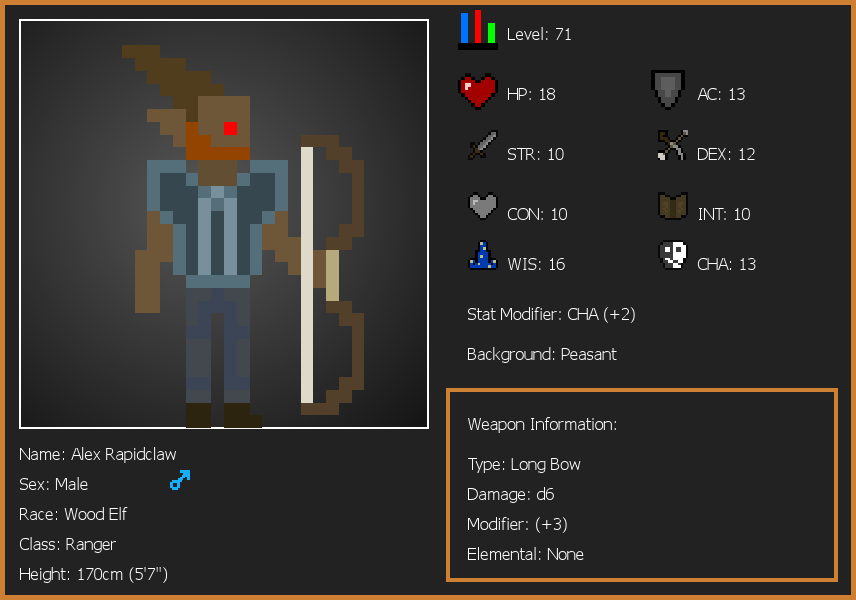 Level: 71
HP: 18
AC: 13
STR: 10
DEX: 12
CON: 10
INT: 10
WIS: 16
CHA: 13
Stat Modifier: CHA (+2)
Background: Peasant
Weapon Information:
Type: Long Bow
Damage: d6
Modifier: (+3)
Elemental: None
Name: Alex Rapidclaw
Sex: Male
Race: Wood Elf
Class: Ranger
Height: 170cm (5'7")